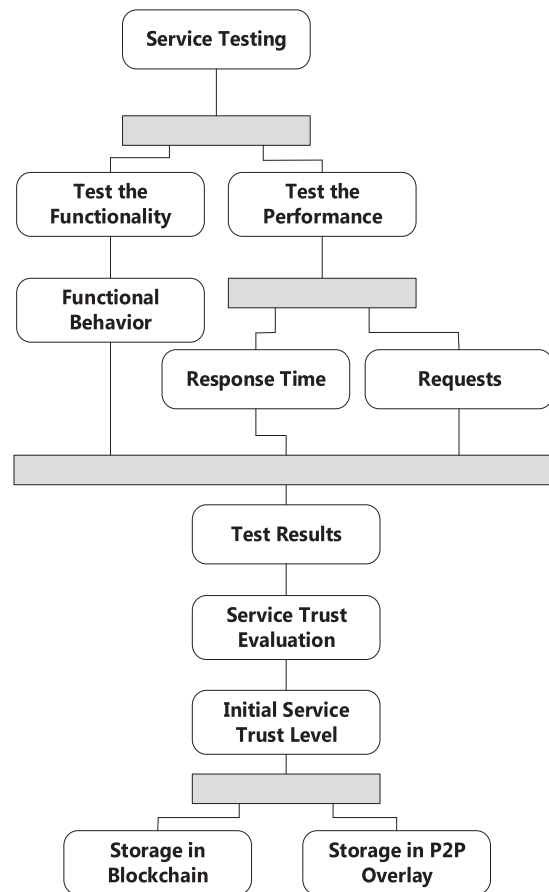 Service Testing
Test the
Functionality
Test the
Performance
Functional
Behavior
Response Time
Requests
Test Results
Service Trust
Evaluation
Initial Service
Trust Level
Storage in
Blockchain
Storage in P2P
Overlay